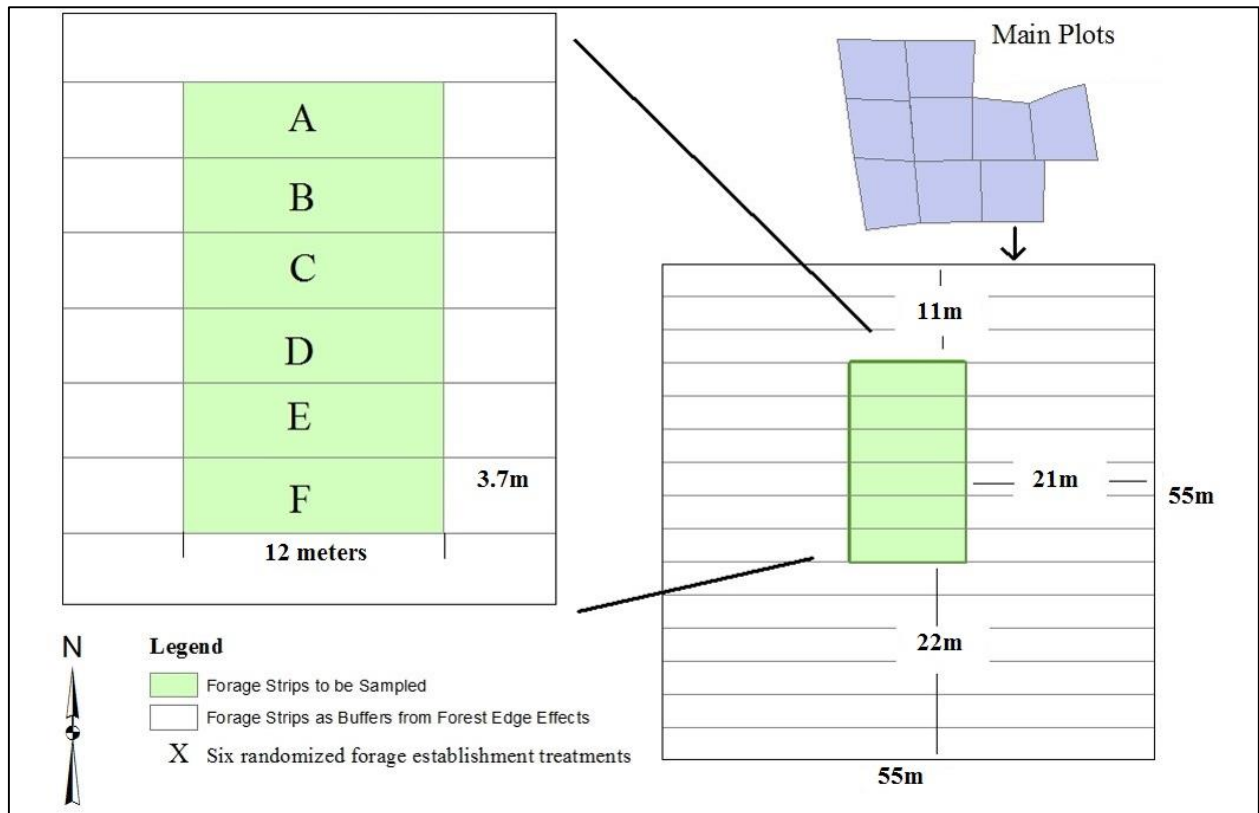 A
B
C
D
E
F
3.7m
12 meters
Main Plots
11m
21m
55m
22m
55m
N
Legend
Forage Strips to be Sampled
Forage Strips as Buffers from Forest Edge Effects
X Six randomized forage establishment treatments